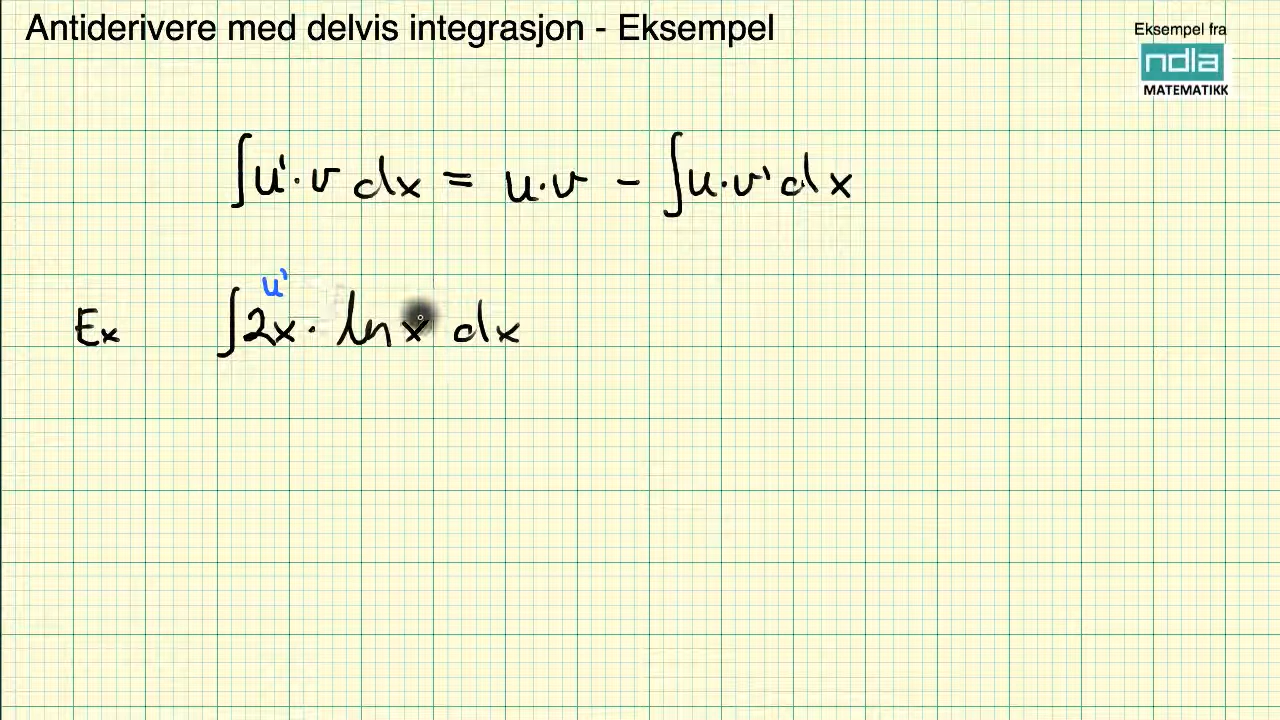 Antiderivere med delvis integrasjon - Eksempel
Eksempel fra
ndla
MATEMATIKK
∫u'·v dx = u·v - ∫u·v' dx
u'
Ex ∫2x · ln x dx